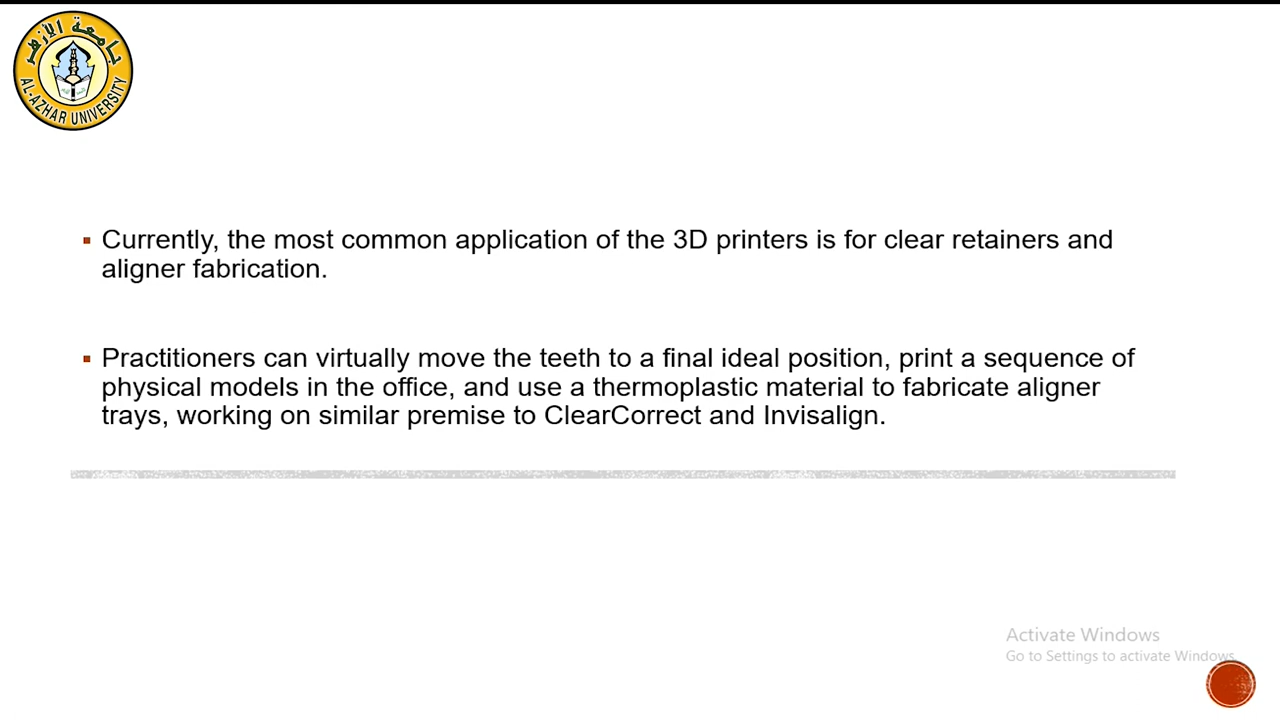 جامعة الأزهر
AL-AZHAR UNIVERSITY
Currently, the most common application of the 3D printers is for clear retainers and
aligner fabrication.
Practitioners can virtually move the teeth to a final ideal position, print a sequence of
physical models in the office, and use a thermoplastic material to fabricate aligner
trays, working on similar premise to ClearCorrect and Invisalign.
Activate Windows
Go to Settings to activate Windows.